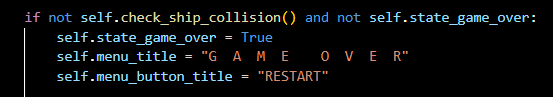 if not self.check_ship_collision() and not self.state_game_over:
    self.state_game_over = True
    self.menu_title = "G  A  M  E    O  V  E  R"
    self.menu_button_title = "RESTART"